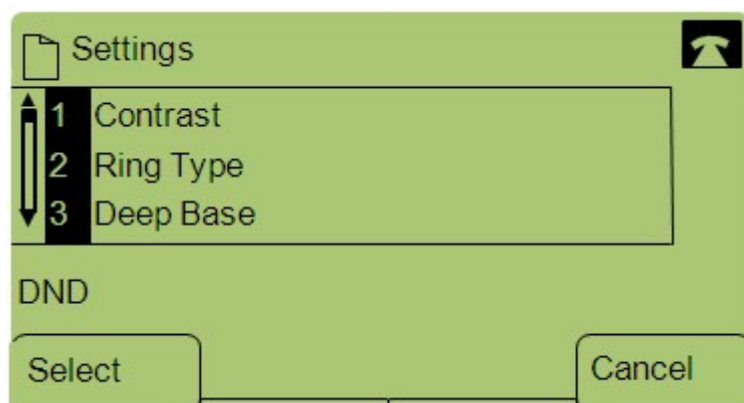 Settings
1 Contrast
2 Ring Type
3 Deep Base
DND
Select Cancel